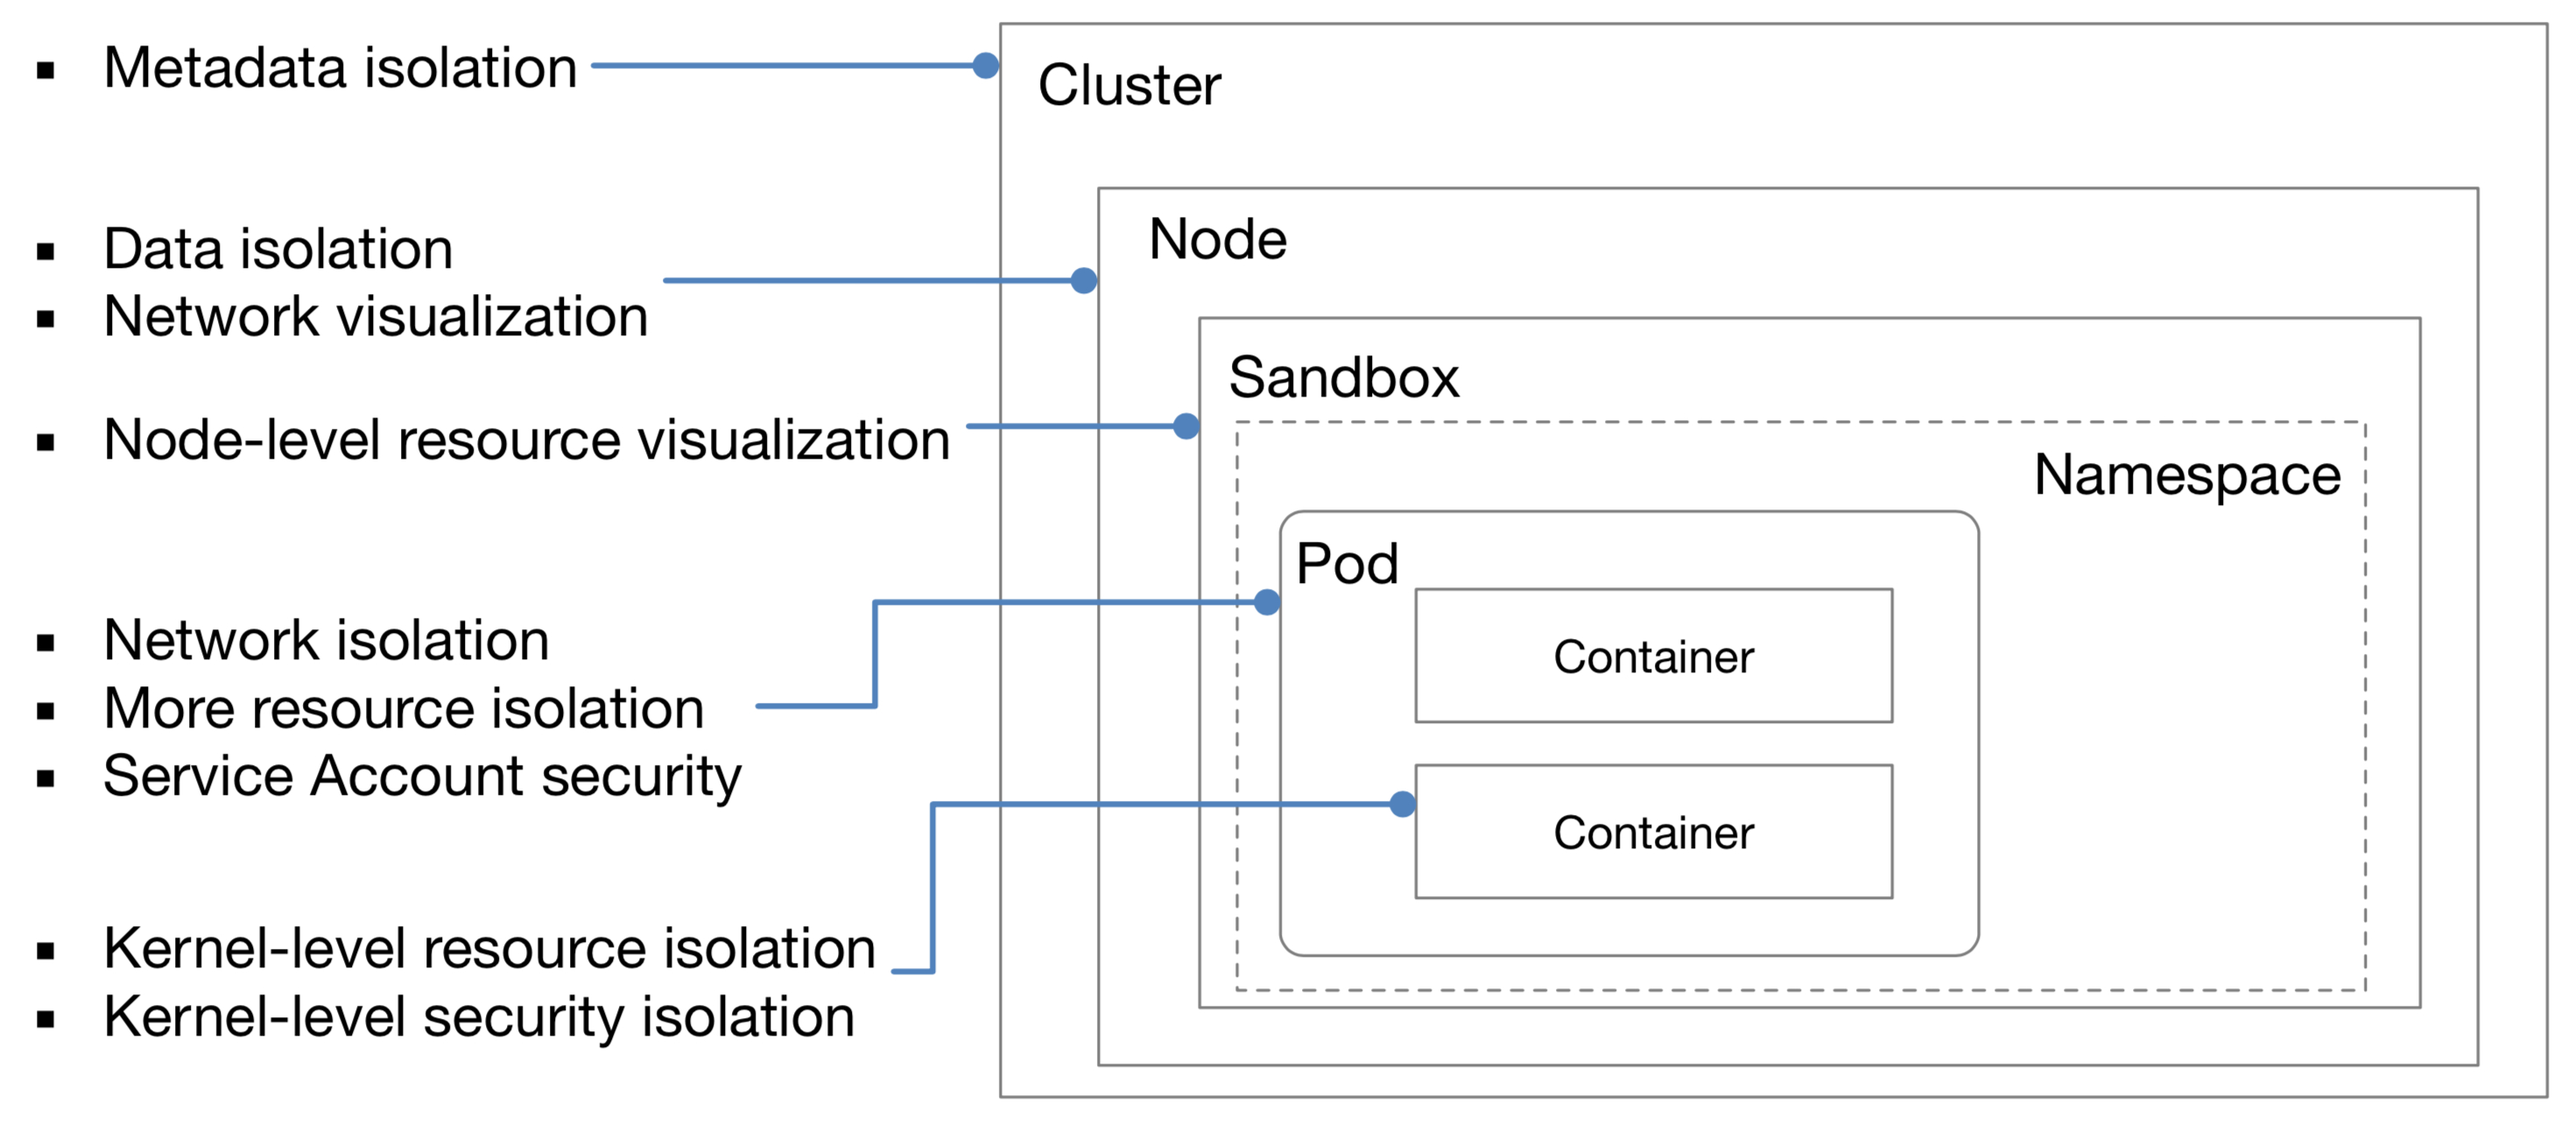 Metadata isolation
Cluster
Data isolation
Network visualization
Node
Node-level resource visualization
Sandbox
Namespace
Network isolation
More resource isolation
Service Account security
Pod
Container
Container
Kernel-level resource isolation
Kernel-level security isolation